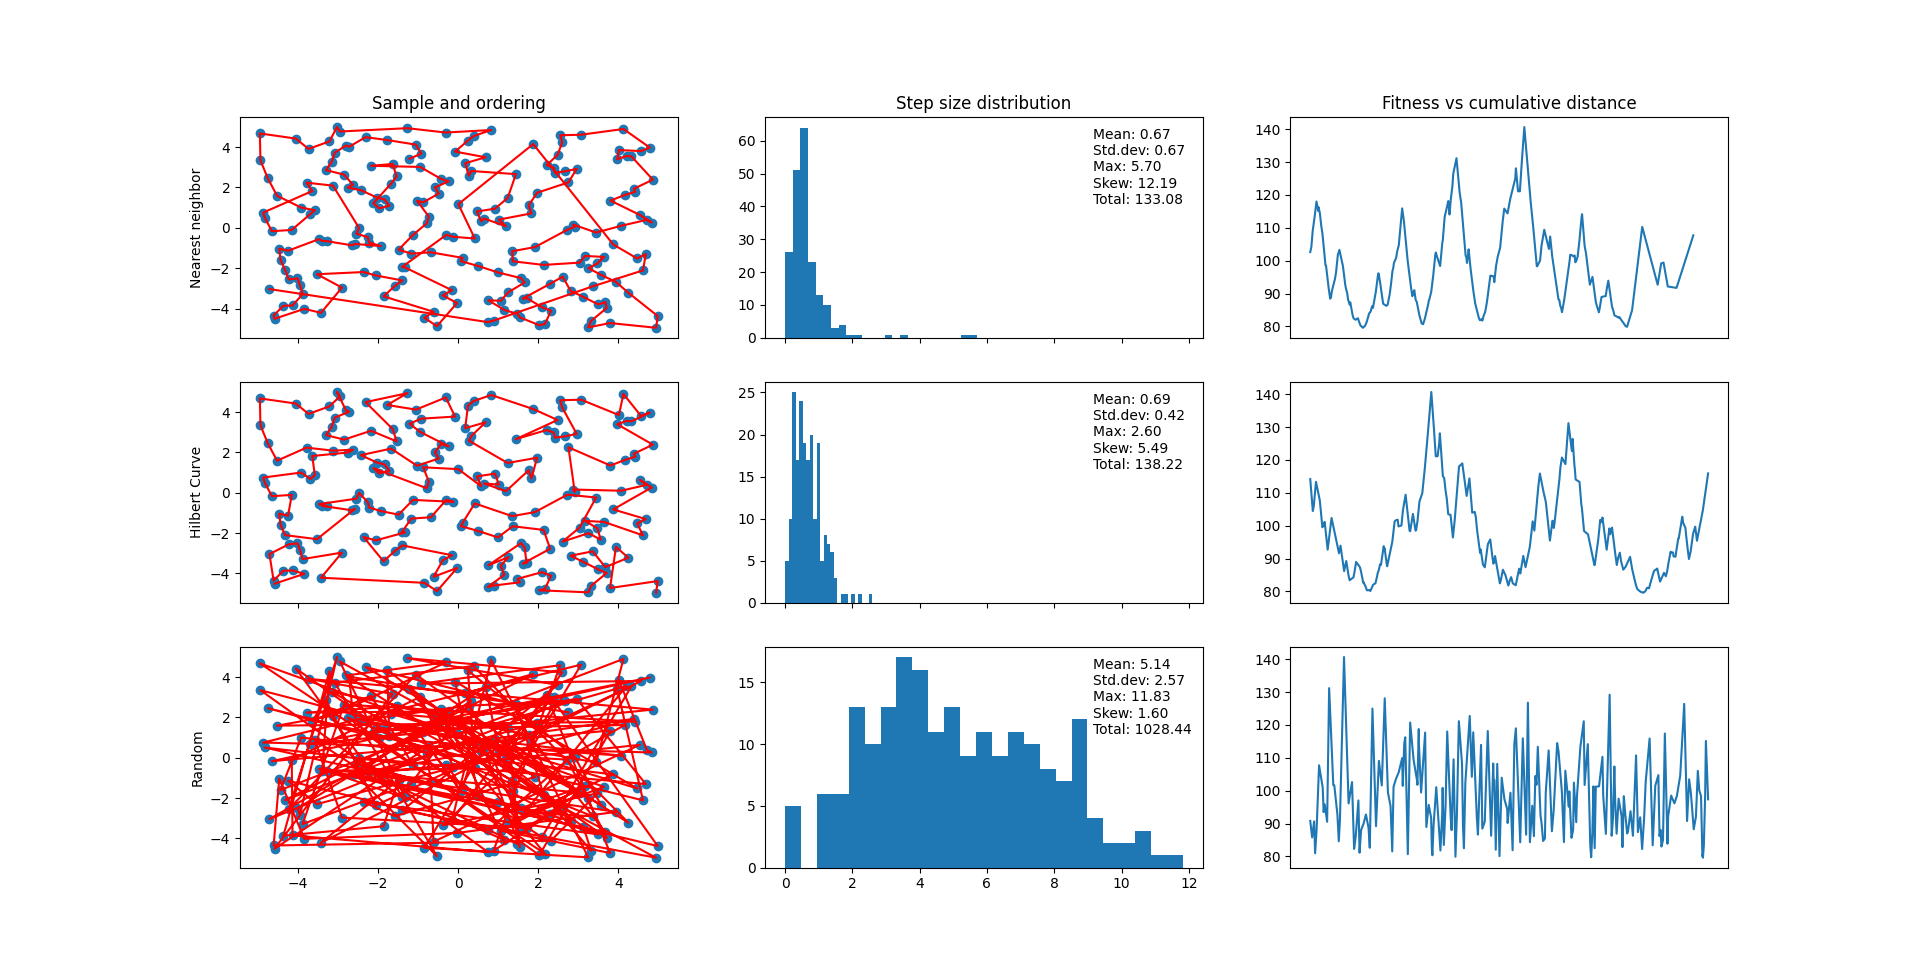 Sample and ordering
Step size distribution
Fitness vs cumulative distance
Nearest neighbor
4
2
0
−2
−4
60
50
40
30
20
10
0
Mean: 0.67
Std.dev: 0.67
Max: 5.70
Skew: 12.19
Total: 133.08
140
130
120
110
100
90
80
Hilbert Curve
4
2
0
−2
−4
25
20
15
10
5
0
Mean: 0.69
Std.dev: 0.42
Max: 2.60
Skew: 5.49
Total: 138.22
140
130
120
110
100
90
80
Random
4
2
0
−2
−4
−4 −2 0 2 4
15
10
5
0
0 2 4 6 8 10 12
Mean: 5.14
Std.dev: 2.57
Max: 11.83
Skew: 1.60
Total: 1028.44
140
130
120
110
100
90
80